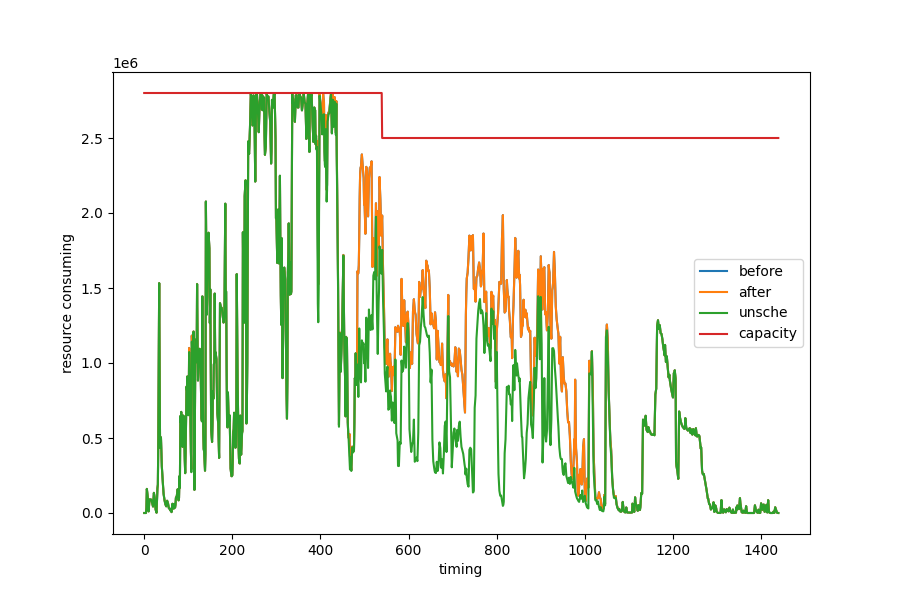 1e6
2.5
2.0
1.5
1.0
0.5
0.0
resource consuming
before
after
unsche
capacity
0 200 400 600 800 1000 1200 1400
timing